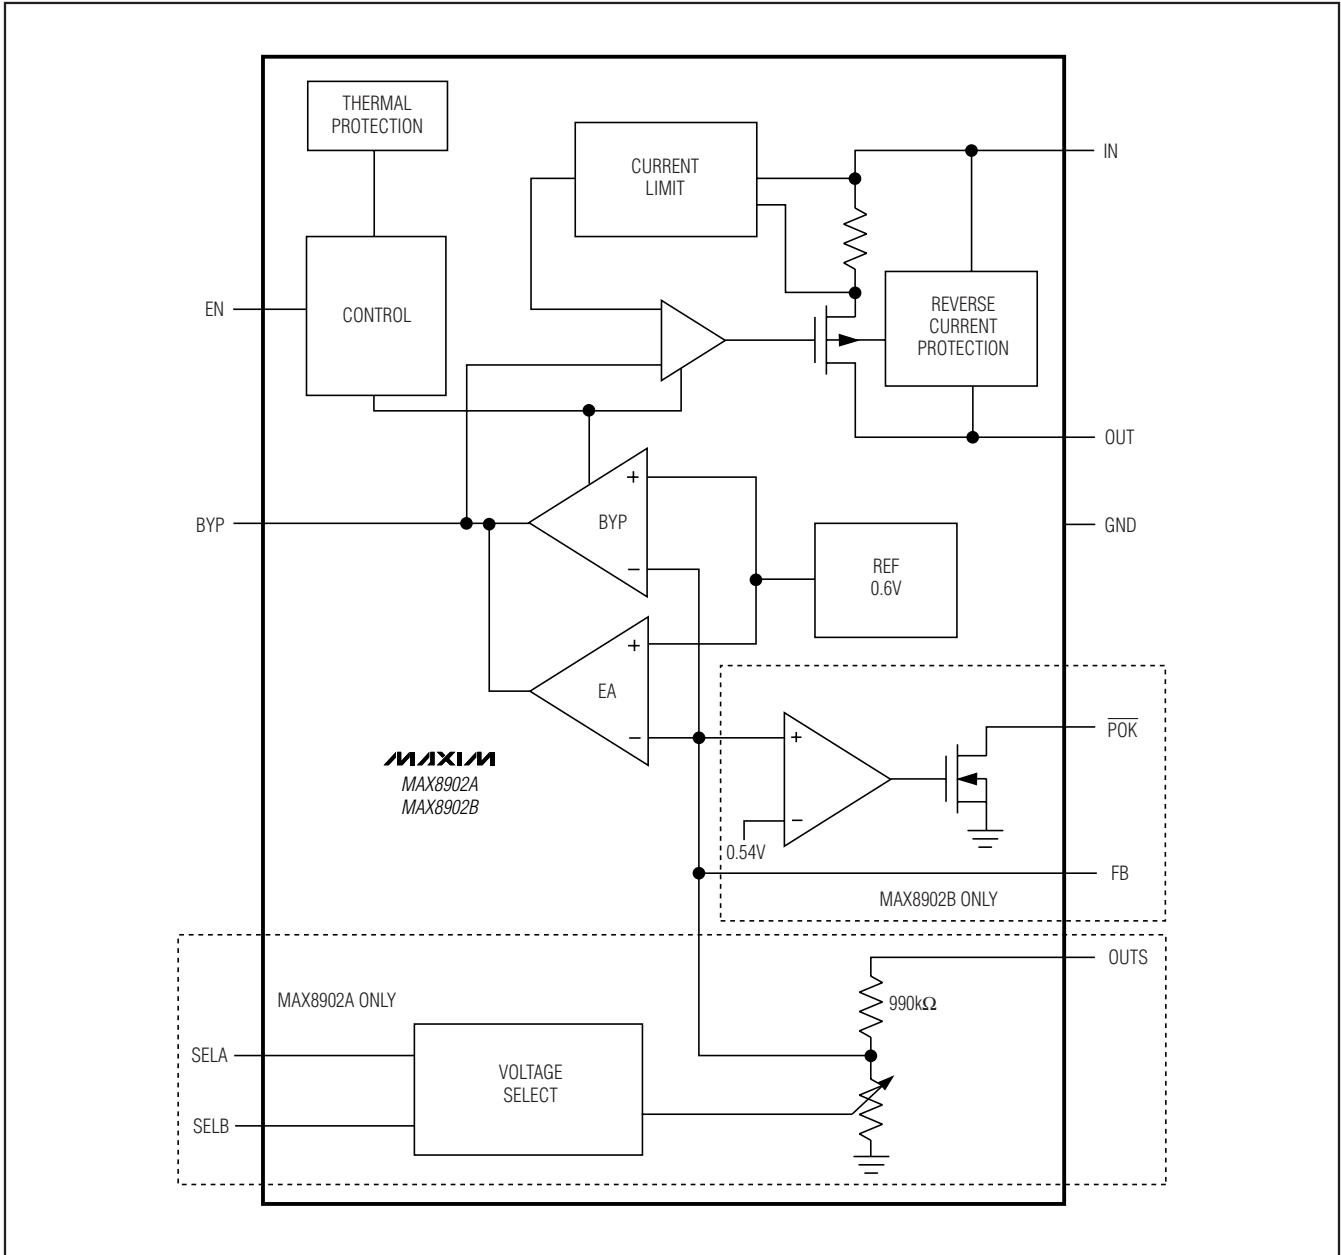 THERMAL
PROTECTION
CURRENT
LIMIT
IN
EN
CONTROL
REVERSE
CURRENT
PROTECTION
OUT
BYP
+
BYP
−
GND
REF
0.6V
+
EA
−
MAXIM
MAX8902A
MAX8902B
+
−
0.54V
POK
FB
MAX8902B ONLY
OUTS
MAX8902A ONLY
990kΩ
SELA
VOLTAGE
SELECT
SELB